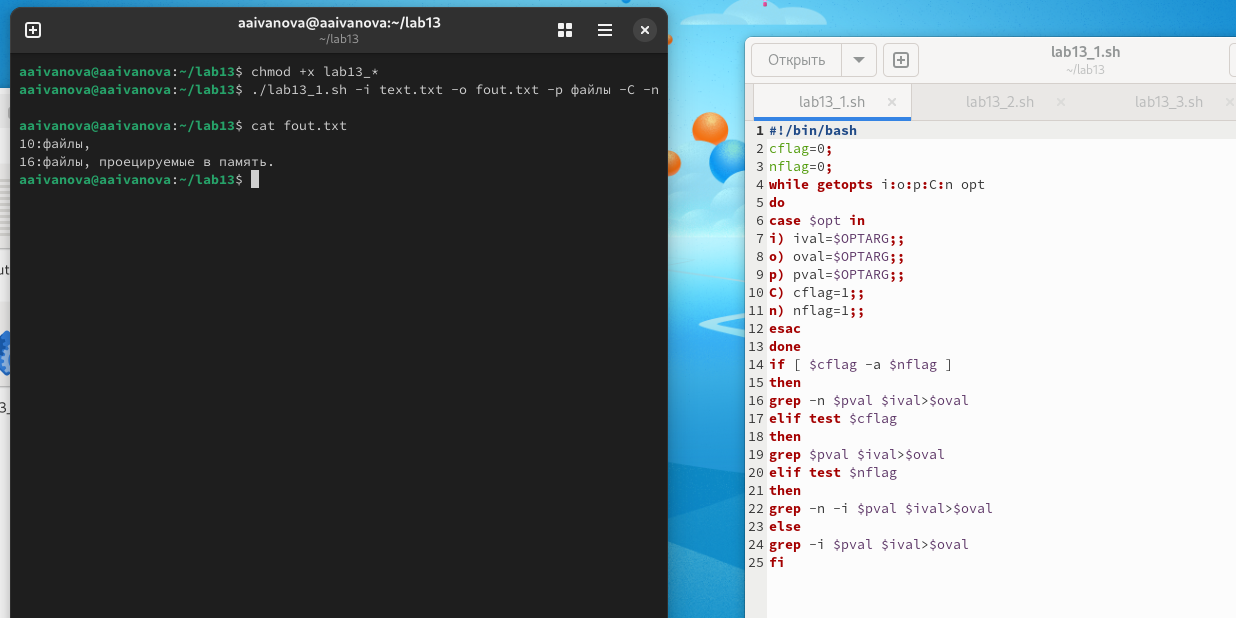 aaivanova@aaivanova:~/lab13
~/lab13
aaivanova@aaivanova:~/lab13$ chmod +x lab13_*
aaivanova@aaivanova:~/lab13$ ./lab13_1.sh -i text.txt -o fout.txt -p файлы -C -n
aaivanova@aaivanova:~/lab13$ cat fout.txt
10:файлы,
16:файлы, проецируемые в память.
aaivanova@aaivanova:~/lab13$
Открыть
lab13_1.sh
~/lab13
lab13_1.sh
lab13_2.sh
lab13_3.sh
1 #!/bin/bash
2 cflag=0;
3 nflag=0;
4 while getopts i:o:p:C:n opt
5 do
6 case $opt in
7 i) ival=$OPTARG;;
8 o) oval=$OPTARG;;
9 p) pval=$OPTARG;;
10 C) cflag=1;;
11 n) nflag=1;;
12 esac
13 done
14 if [ $cflag -a $nflag ]
15 then
16 grep -n $pval $ival>$oval
17 elif test $cflag
18 then
19 grep $pval $ival>$oval
20 elif test $nflag
21 then
22 grep -n -i $pval $ival>$oval
23 else
24 grep -i $pval $ival>$oval
25 fi